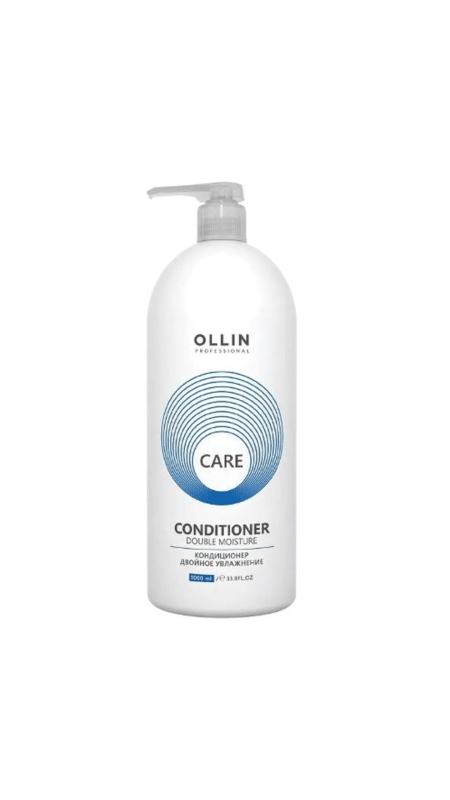 OLLIN
PROFESSIONAL
CARE
CONDITIONER
DOUBLE MOISTURE
КОНДИЦИОНЕР
ДВОЙНОЕ УВЛАЖНЕНИЕ
1000 ml / ℮ 33.8FL.OZ